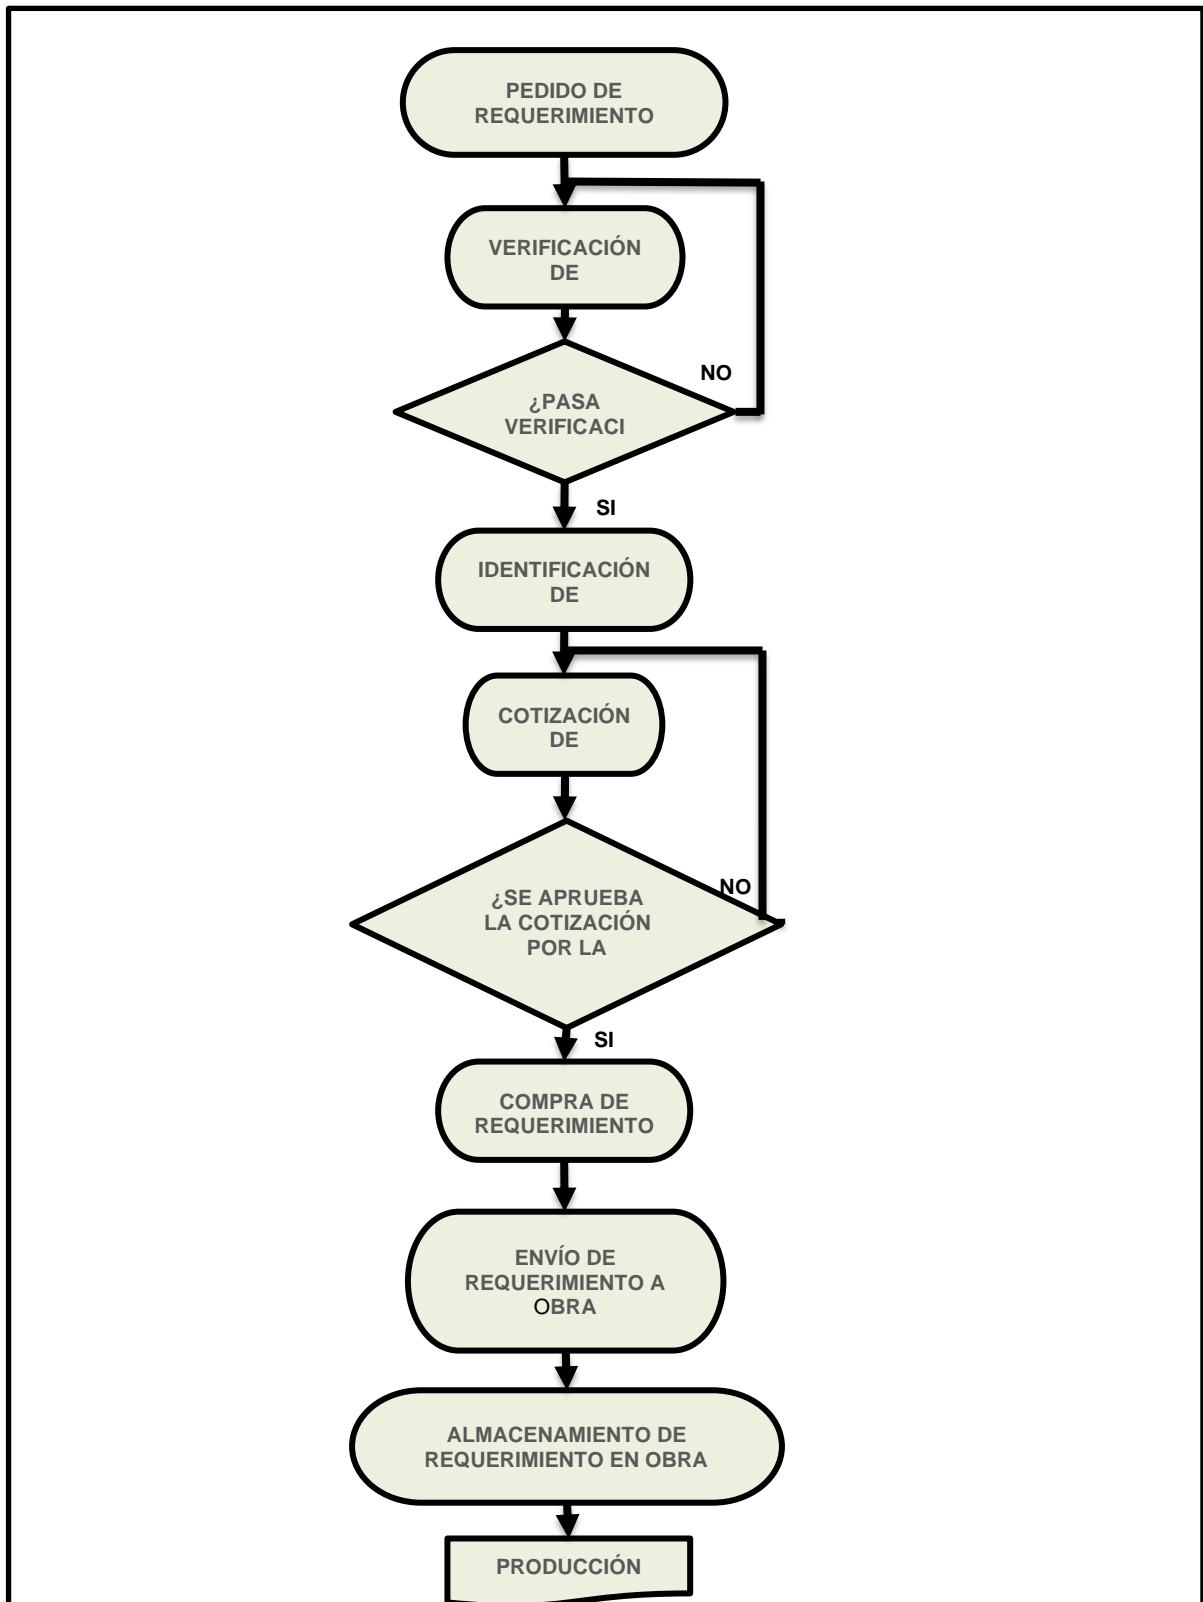 PEDIDO DE
REQUERIMIENTO
VERIFICACIÓN
DE
NO
¿PASA
VERIFICACI
SI
IDENTIFICACIÓN
DE
COTIZACIÓN
DE
NO
¿SE APRUEBA
LA COTIZACIÓN
POR LA
SI
COMPRA DE
REQUERIMIENTO
ENVÍO DE
REQUERIMIENTO A
OBRA
ALMACENAMIENTO DE
REQUERIMIENTO EN OBRA
PRODUCCIÓN